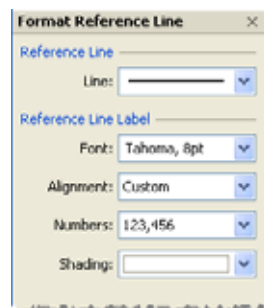 Format Reference Line
Reference Line
Line:
Reference Line Label
Font: Tahoma, 8pt
Alignment: Custom
Numbers: 123,456
Shading: